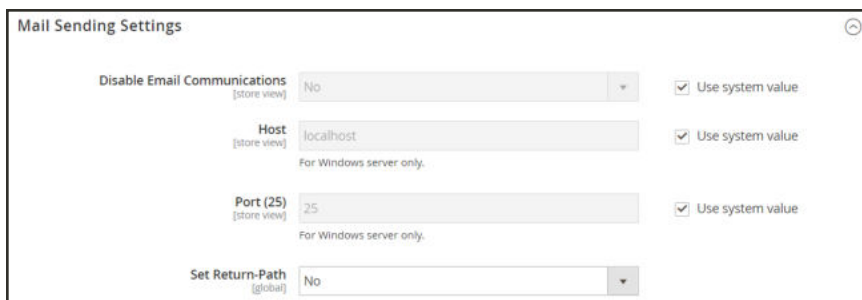 Mail Sending Settings
Disable Email Communications
[store view]
No
Use system value
Host
[store view]
localhost
Use system value
For Windows server only.
Port (25)
[store view]
25
Use system value
For Windows server only.
Set Return-Path
[global]
No